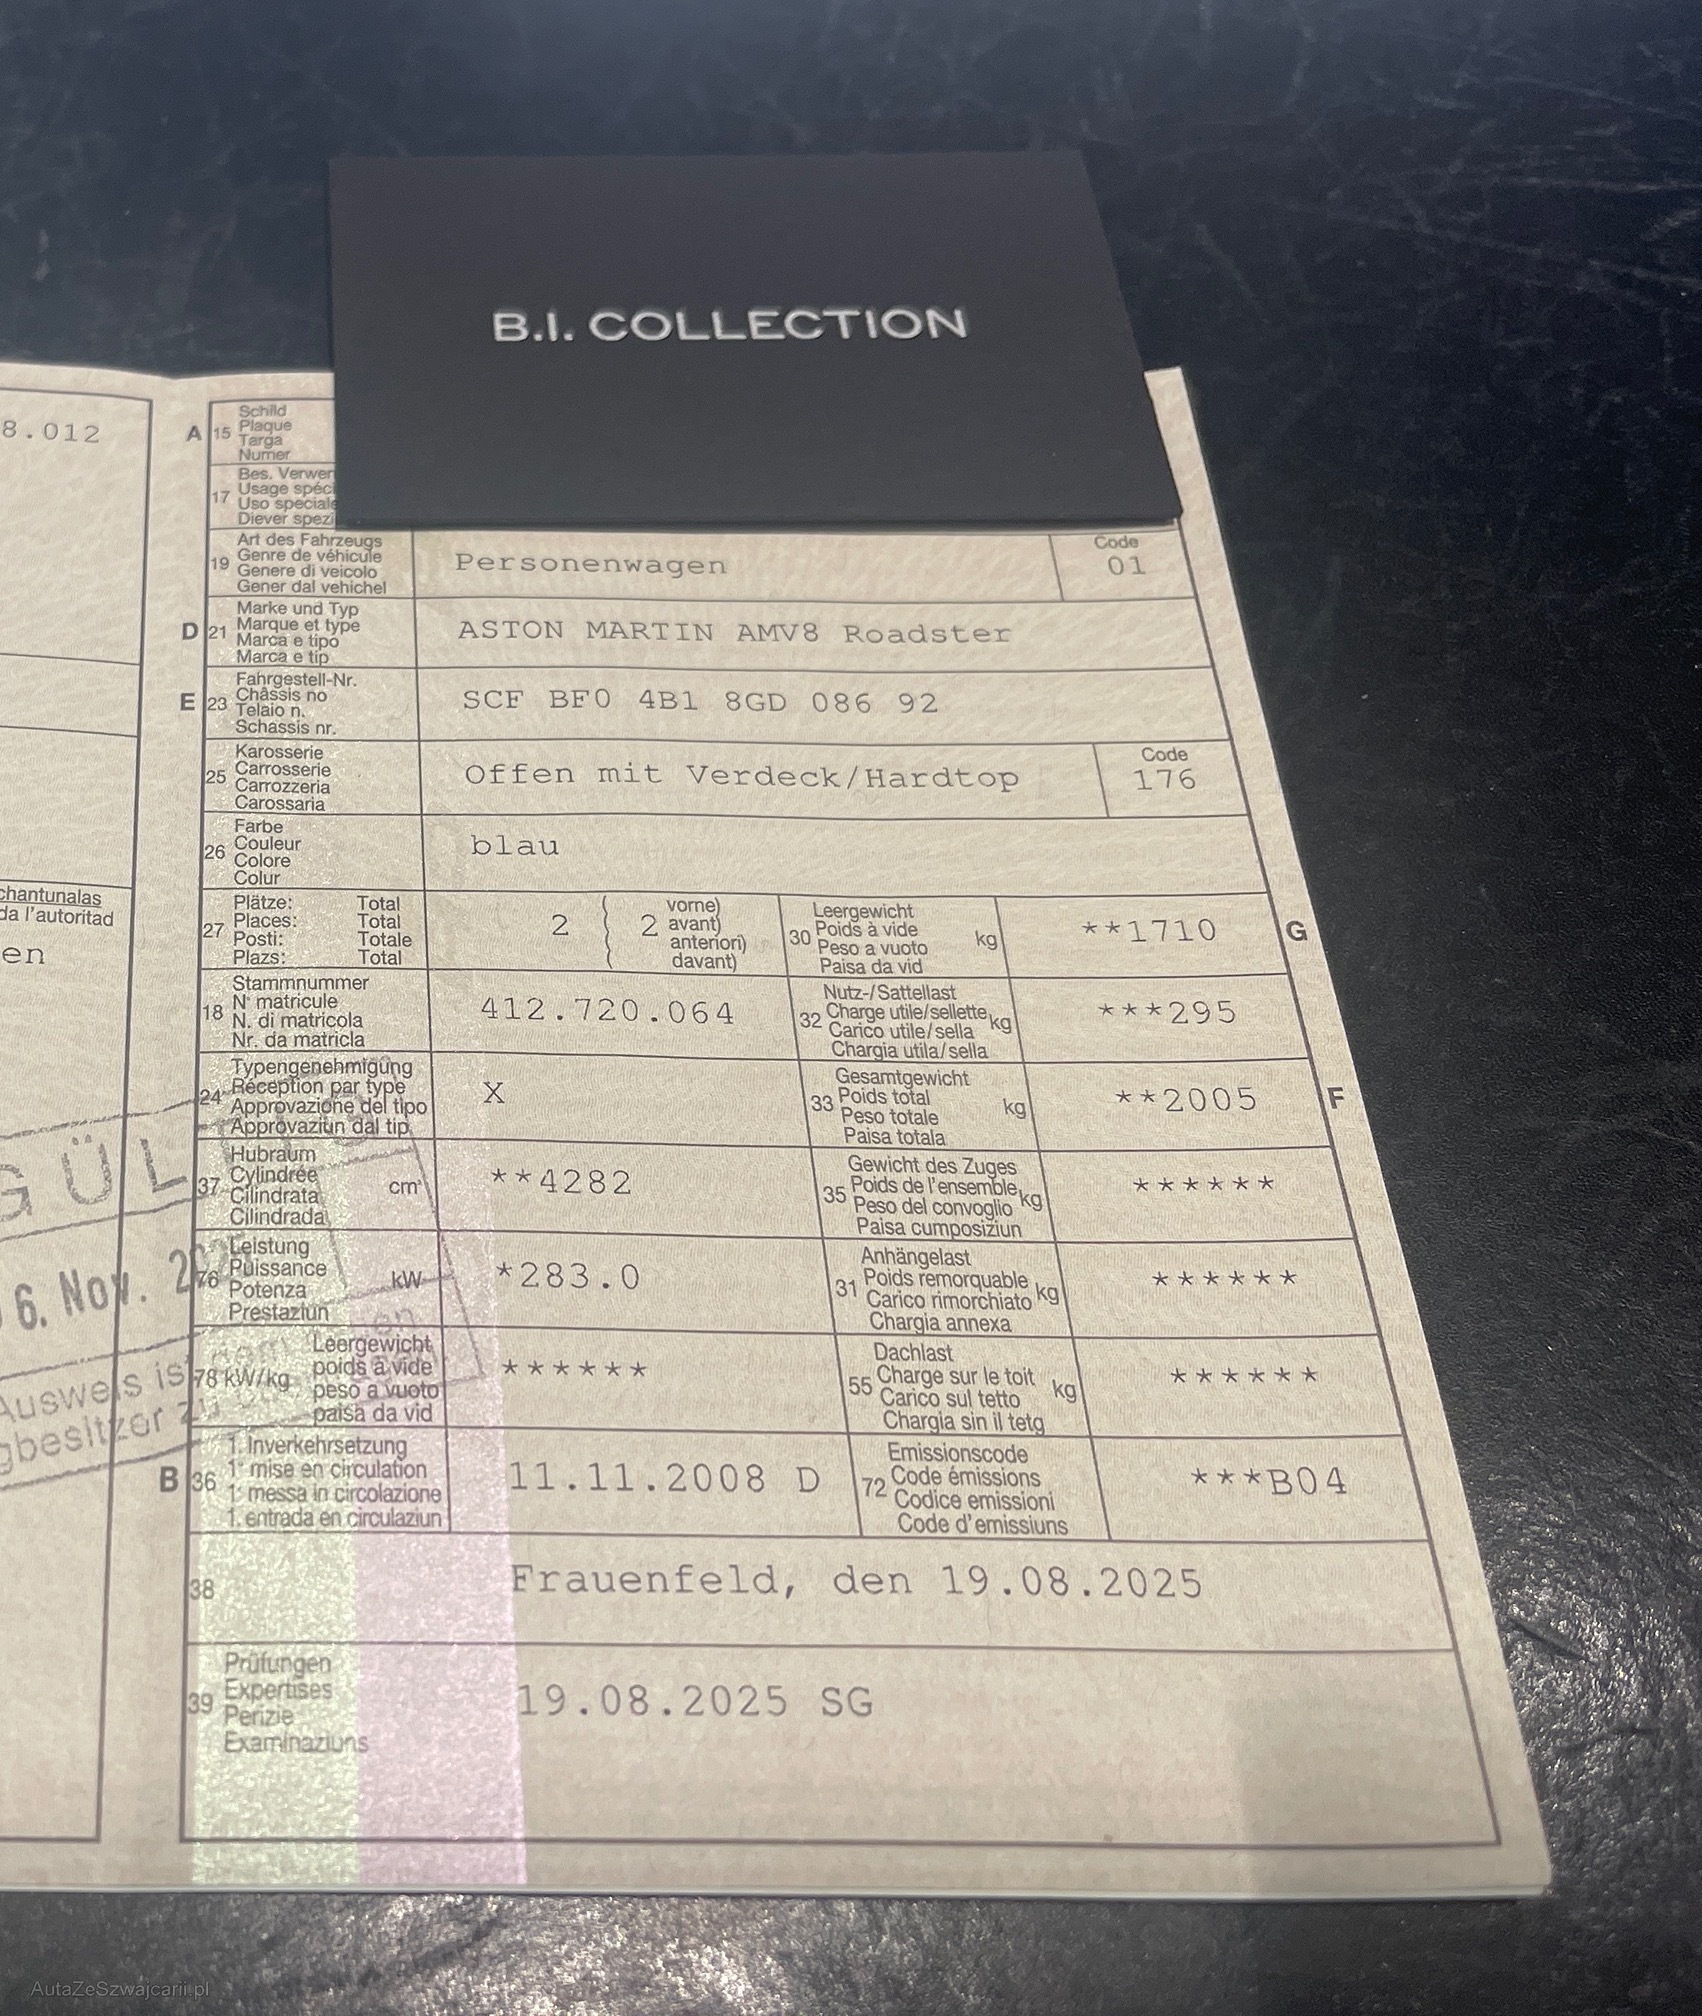 B.I. COLLECTION
8.012
chantunalas
da l'autoritad
en
GÜLTIG
6. Nov.
Ausweis is
gbesitzer
A 15 Schild
Plaque
Targa
Numer
17 Bes. Verwen
Usage spéci
Uso speciale
Diever spezi
19 Art des Fahrzeugs
Genre de véhicule
Genere di veicolo
Gener dal vehichel
Personenwagen
Code
01
D 21 Marke und Typ
Marque et type
Marca e tipo
Marca e tip
ASTON MARTIN AMV8 Roadster
E 23 Fahrgestell-Nr.
Châssis no
Telaio n.
Schassis nr.
SCF BF0 4B1 8GD 086 92
25 Karosserie
Carrosserie
Carrozzeria
Carossaria
Offen mit Verdeck/Hardtop
Code
176
26 Farbe
Couleur
Colore
Colur
blau
27 Plätze: Total
Places: Total
Posti: Totale
Plazs: Total
2 2 vorne)
avant)
anteriori)
davant)
30 Leergewicht
Poids à vide
Peso a vuoto
Paisa da vid
kg
**1710
G
18 Stammnummer
N° matricule
N. di matricola
Nr. da matricla
412.720.064
32 Nutz-/Sattellast
Charge utile/sellette
Carico utile/sella
Chargia utila/sella
kg
***295
24 Typengenehmigung
Réception par type
Approvazione del tipo
Approvaziun dal tip
X
33 Gesamtgewicht
Poids total
Peso totale
Paisa totala
kg
**2005
F
37 Hubraum
Cylindrée
Cilindrata
Cilindrada
cm³
**4282
35 Gewicht des Zuges
Poids de l'ensemble
Peso del convoglio
Paisa cumposiziun
kg
******
76 Leistung
Puissance
Potenza
Prestaziun
kW
*283.0
31 Anhängelast
Poids remorquable
Carico rimorchiato
Chargia annexa
kg
******
78 kW/kg Leergewicht
poids à vide
peso a vuoto
paisa da vid
******
55 Dachlast
Charge sur le toit
Carico sul tetto
Chargia sin il tetg
kg
******
B 36 1. Inverkehrsetzung
1ʳᵉ mise en circulation
1ª messa in circolazione
1. entrada en circulaziun
11.11.2008 D
72 Emissionscode
Code émissions
Codice emissioni
Code d'emissiuns
***B04
38 Frauenfeld, den 19.08.2025
39 Prüfungen
Expertises
Perizie
Examinaziuns
19.08.2025 SG
AutaZeSzwajcarii.pl